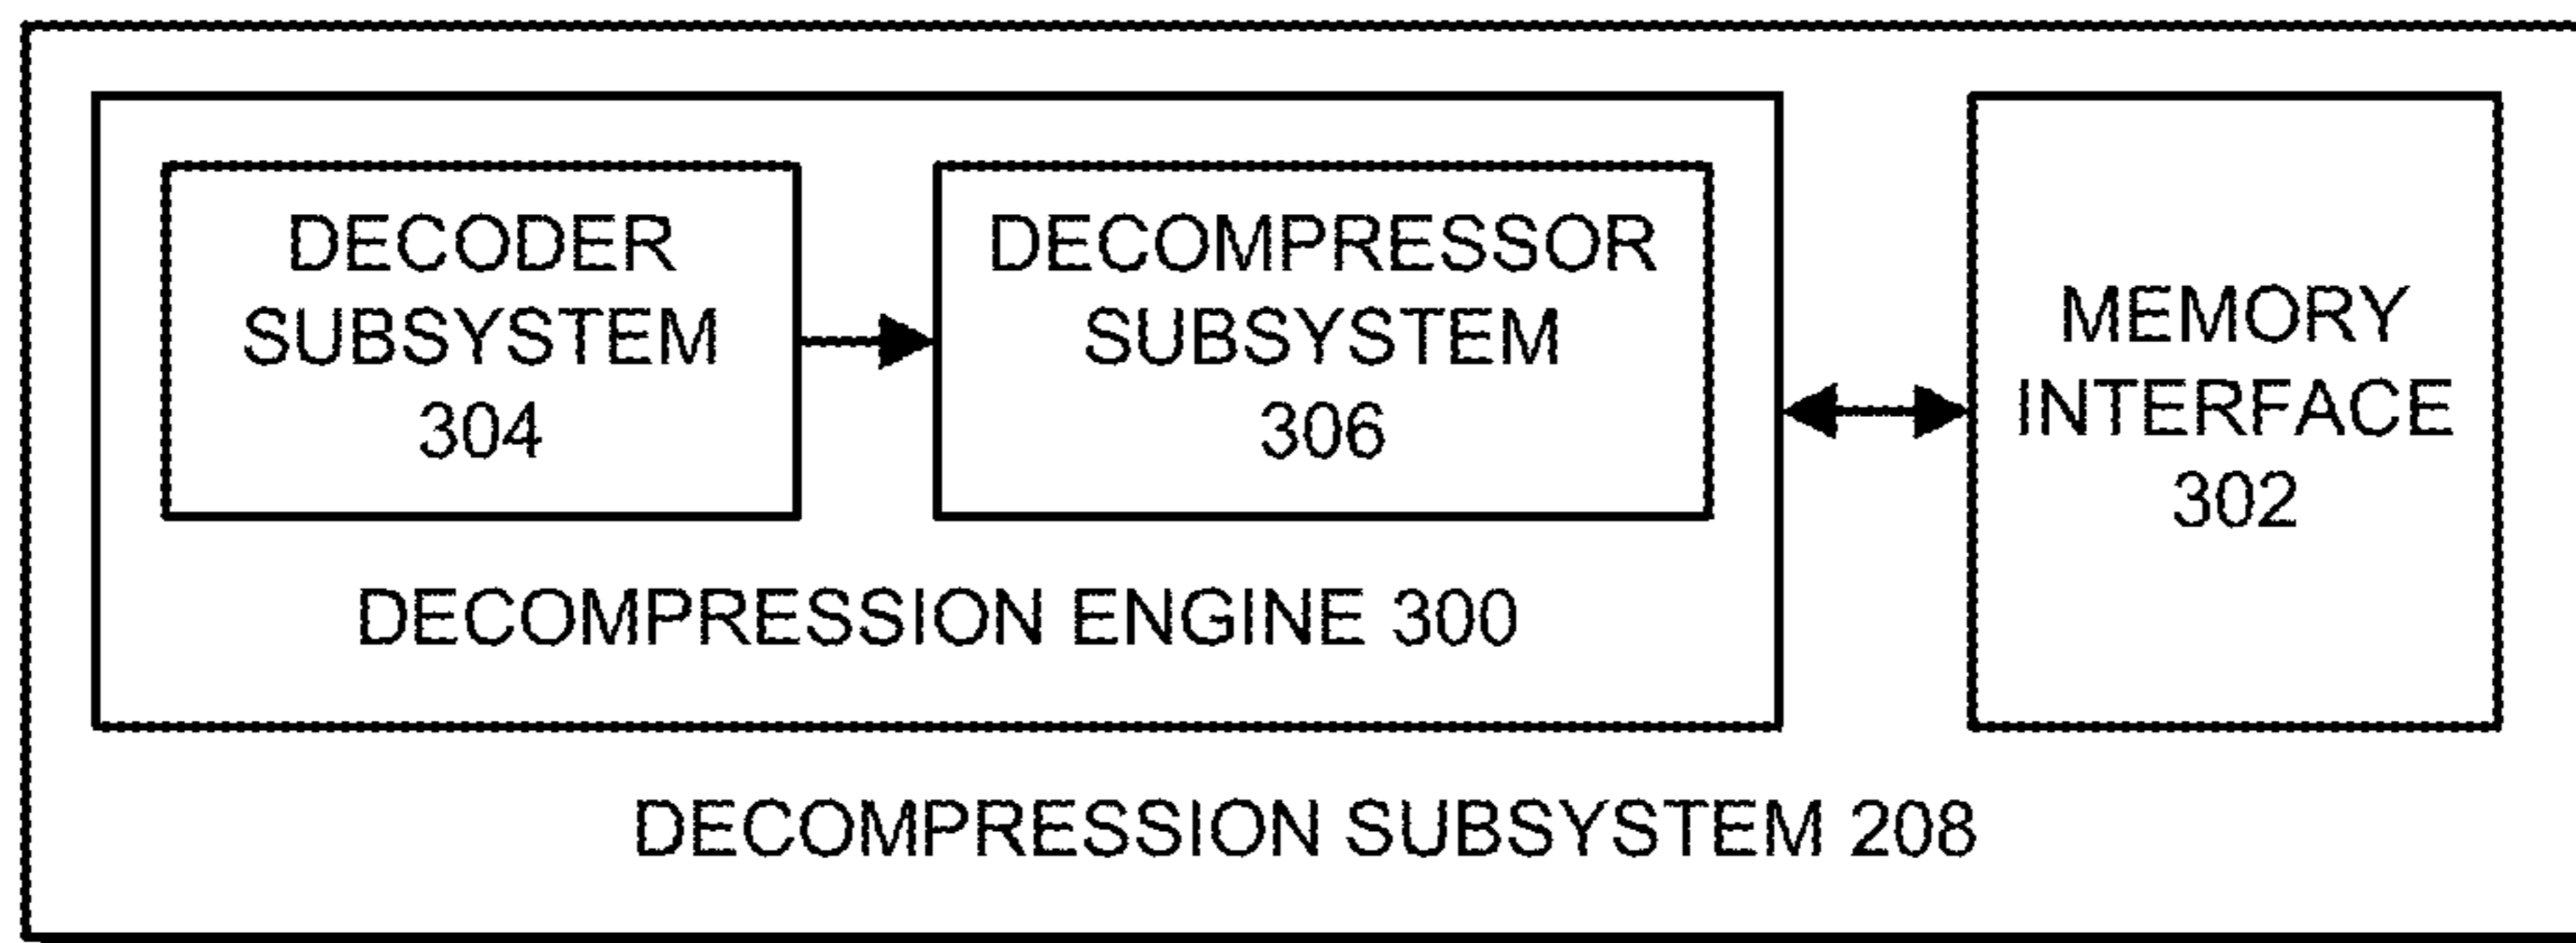 DECODER
SUBSYSTEM
304
DECOMPRESSOR
SUBSYSTEM
306
MEMORY
INTERFACE
302
DECOMPRESSION ENGINE 300
DECOMPRESSION SUBSYSTEM 208